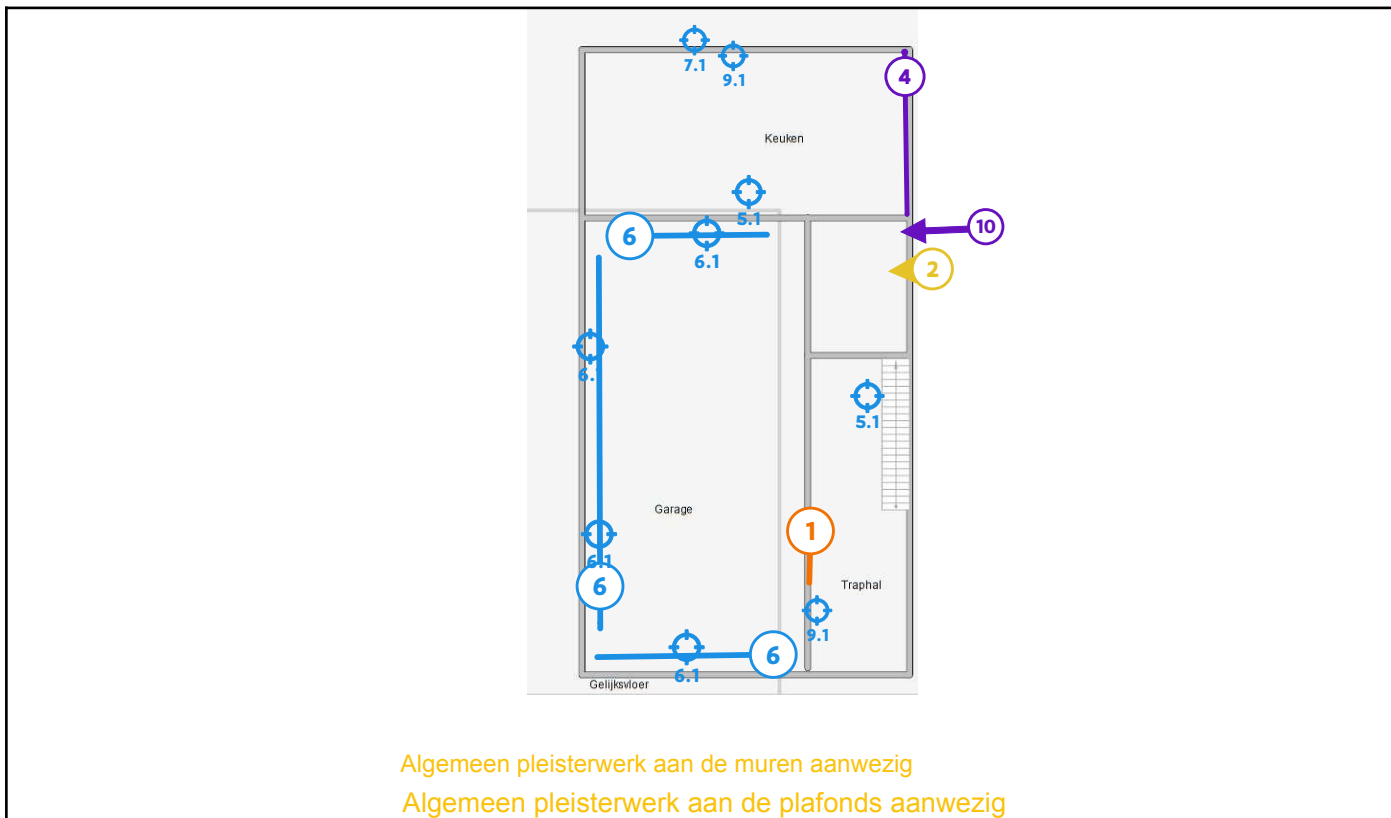 7.1
9.1
4
Keuken
5.1
10
6
6.1
2
6.1
5.1
Garage
1
6.1
6
Traphal
9.1
6
6.1
Gelijksvloer
Algemeen pleisterwerk aan de muren aanwezig
Algemeen pleisterwerk aan de plafonds aanwezig